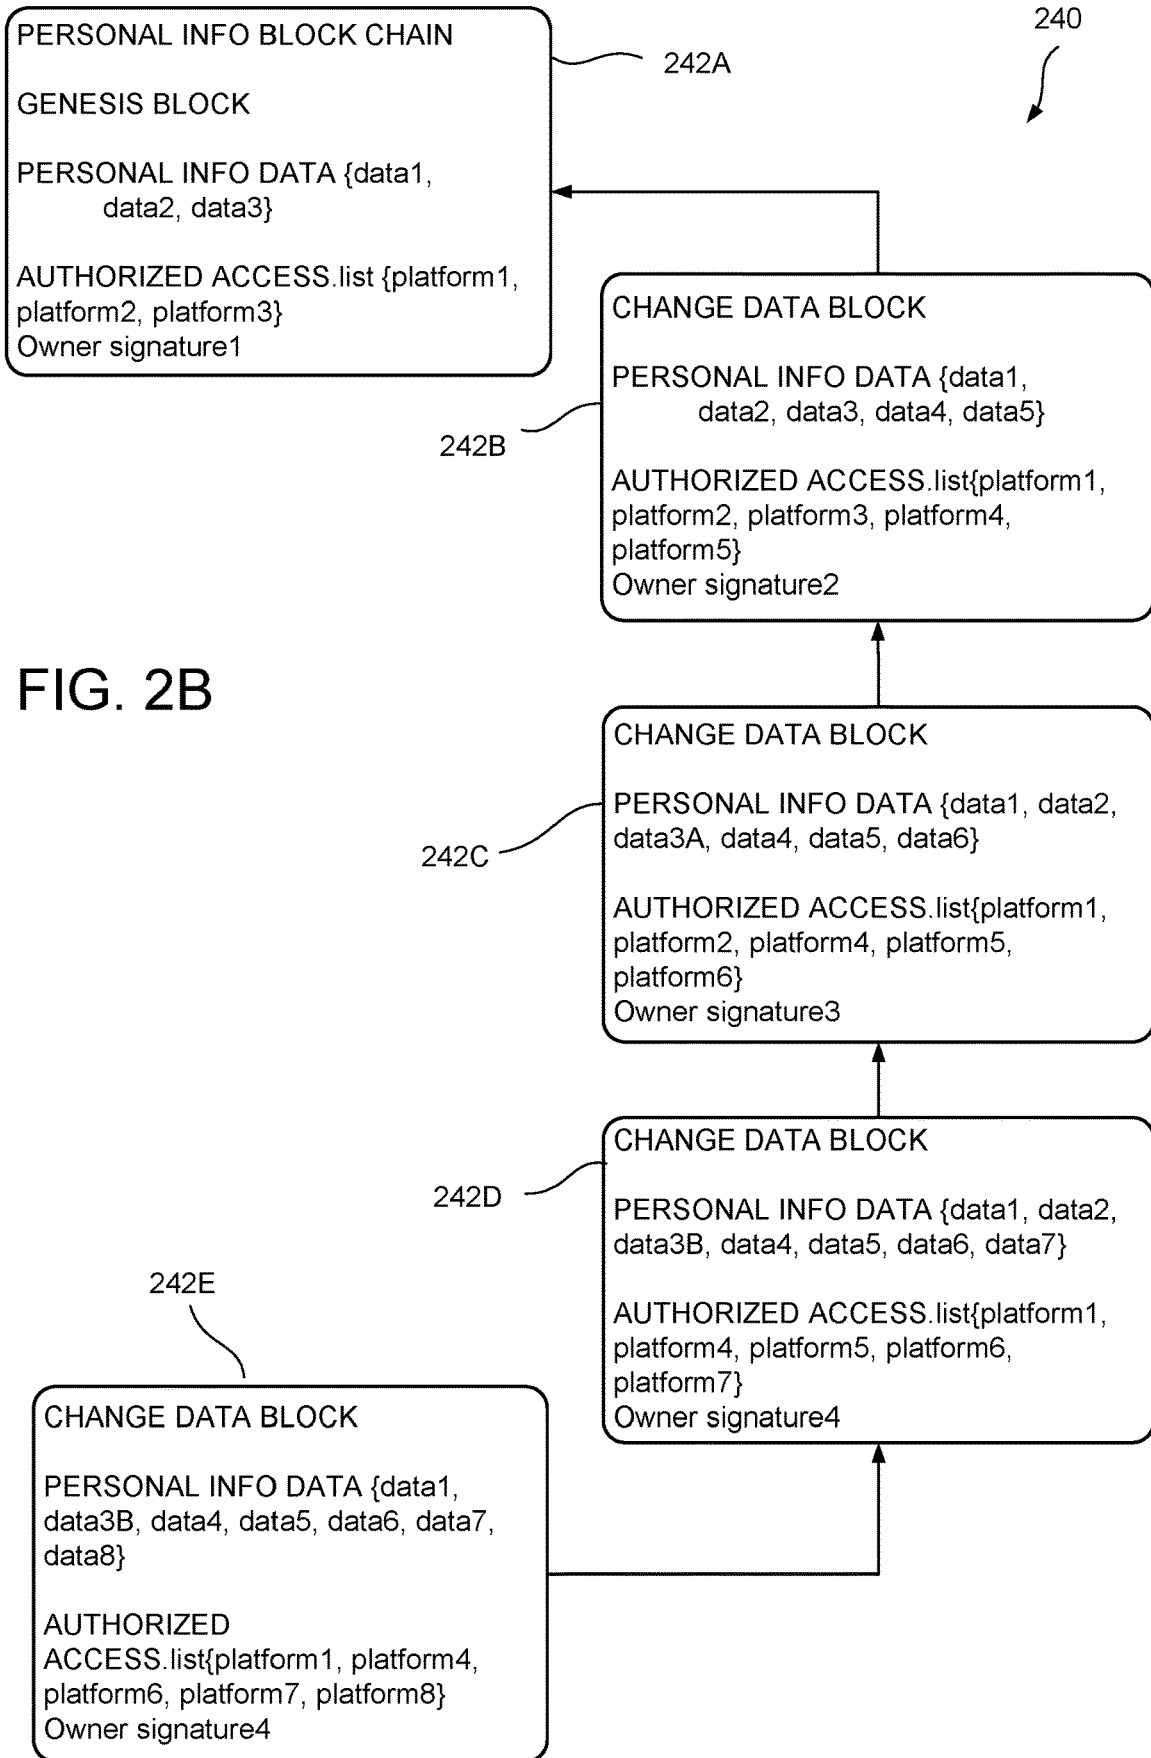 240
PERSONAL INFO BLOCK CHAIN
242A
GENESIS BLOCK
PERSONAL INFO DATA {data1,
data2, data3}
AUTHORIZED ACCESS.list {platform1,
platform2, platform3}
Owner signature1
CHANGE DATA BLOCK
PERSONAL INFO DATA {data1,
data2, data3, data4, data5}
242B
AUTHORIZED ACCESS.list{platform1,
platform2, platform3, platform4,
platform5}
Owner signature2
FIG. 2B
CHANGE DATA BLOCK
PERSONAL INFO DATA {data1, data2,
data3A, data4, data5, data6}
242C
AUTHORIZED ACCESS.list{platform1,
platform2, platform4, platform5,
platform6}
Owner signature3
CHANGE DATA BLOCK
242D
PERSONAL INFO DATA {data1, data2,
data3B, data4, data5, data6, data7}
AUTHORIZED ACCESS.list{platform1,
platform4, platform5, platform6,
platform7}
Owner signature4
242E
CHANGE DATA BLOCK
PERSONAL INFO DATA {data1,
data3B, data4, data5, data6, data7,
data8}
AUTHORIZED
ACCESS.list{platform1, platform4,
platform6, platform7, platform8}
Owner signature4